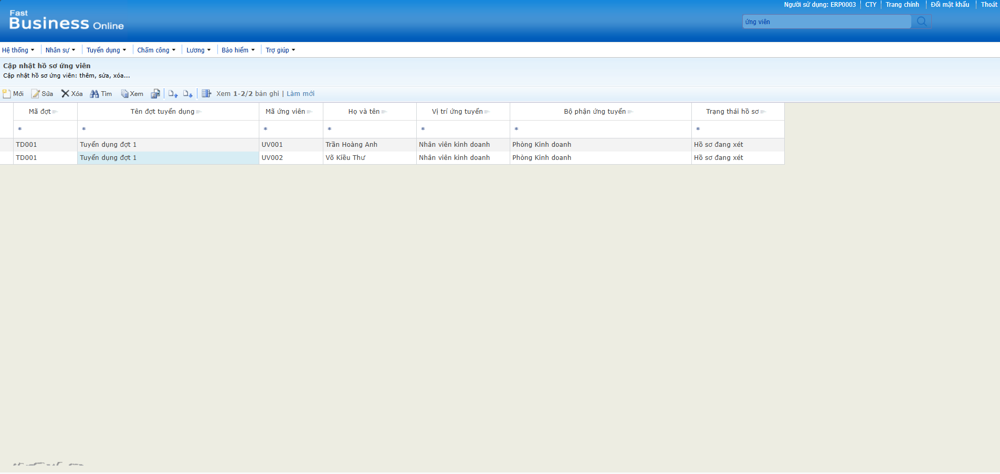 Người sử dụng: ERP0003 | CTY | Trang chính | Đổi mật khẩu | Thoát
Fast
Business Online
ứng viên
Hệ thống Nhân sự Tuyển dụng Chấm công Lương Bảo hiểm Trợ giúp
Cập nhật hồ sơ ứng viên
Cập nhật hồ sơ ứng viên: thêm, sửa, xóa...
Mới Sửa Xóa Tìm Xem Xem 1-2/2 bản ghi | Làm mới
Mã đợt Tên đợt tuyển dụng Mã ứng viên Họ và tên Vị trí ứng tuyển Bộ phận ứng tuyển Trạng thái hồ sơ
* * * * * * *
TD001 Tuyển dụng đợt 1 UV001 Trần Hoàng Anh Nhân viên kinh doanh Phòng Kinh doanh Hồ sơ đang xét
TD001 Tuyển dụng đợt 1 UV002 Võ Kiều Thư Nhân viên kinh doanh Phòng Kinh doanh Hồ sơ đang xét